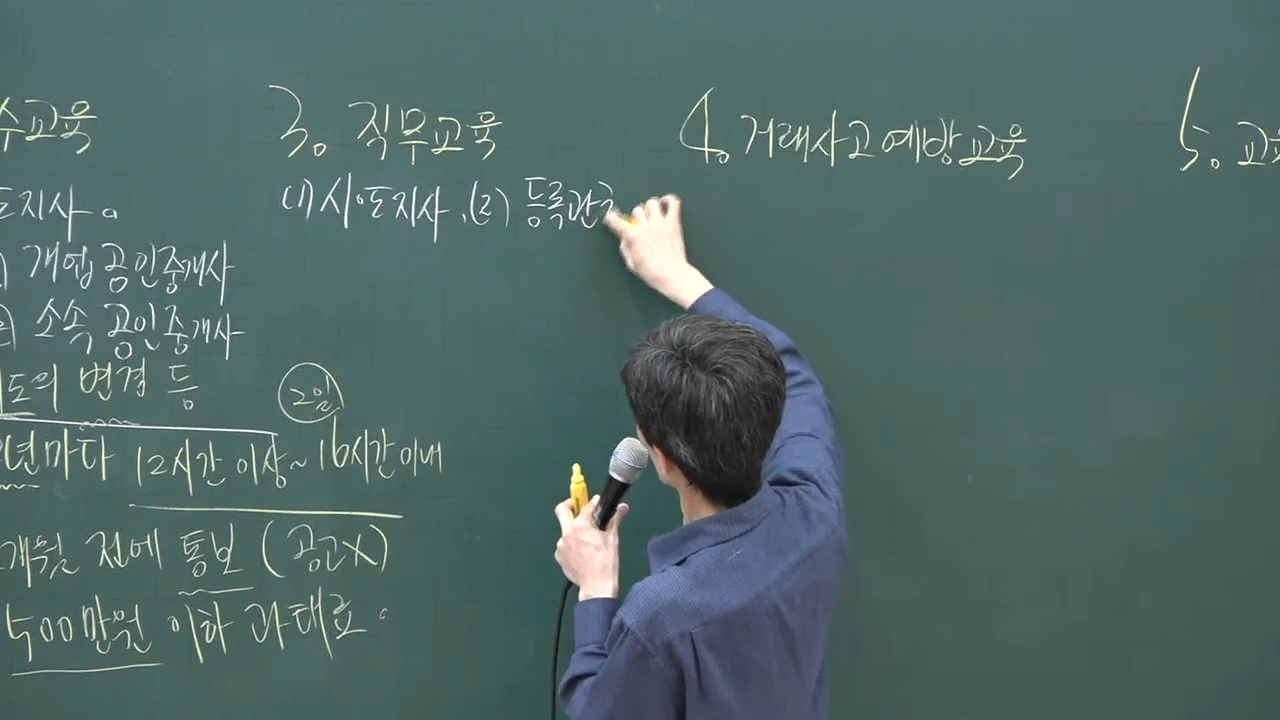 수교육
도지사.
개업공인중개사
소속 공인중개사
도의 변경 등
년마다 12시간 이상~16시간 이내
2일
개월 전에 통보 (공고X)
500만원 이하 과태료.
3. 직무교육
(1) 시·도지사, (2) 등록관
4. 거래사고예방교육
5. 교